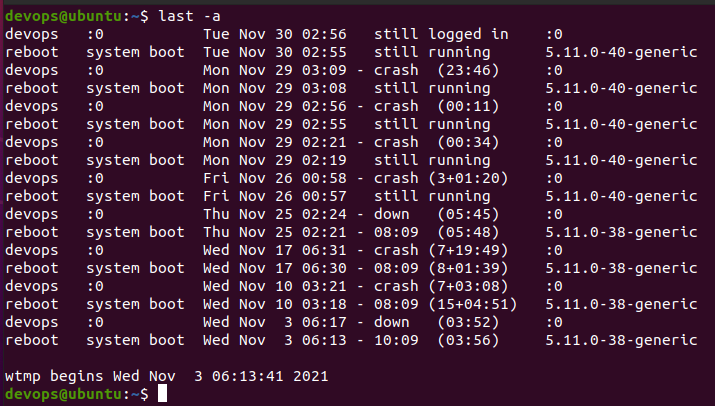 devops@ubuntu:~$ last -a
devops   :0           Tue Nov 30 02:56   still logged in    :0
reboot   system boot  Tue Nov 30 02:55   still running      5.11.0-40-generic
devops   :0           Mon Nov 29 03:09 - crash  (23:46)     :0
reboot   system boot  Mon Nov 29 03:08   still running      5.11.0-40-generic
devops   :0           Mon Nov 29 02:56 - crash  (00:11)     :0
reboot   system boot  Mon Nov 29 02:55   still running      5.11.0-40-generic
devops   :0           Mon Nov 29 02:21 - crash  (00:34)     :0
reboot   system boot  Mon Nov 29 02:19   still running      5.11.0-40-generic
devops   :0           Fri Nov 26 00:58 - crash (3+01:20)    :0
reboot   system boot  Fri Nov 26 00:57   still running      5.11.0-40-generic
devops   :0           Thu Nov 25 02:24 - down   (05:45)     :0
reboot   system boot  Thu Nov 25 02:21 - 08:09  (05:48)     5.11.0-38-generic
devops   :0           Wed Nov 17 06:31 - crash (7+19:49)    :0
reboot   system boot  Wed Nov 17 06:30 - 08:09 (8+01:39)    5.11.0-38-generic
devops   :0           Wed Nov 10 03:21 - crash (7+03:08)    :0
reboot   system boot  Wed Nov 10 03:18 - 08:09 (15+04:51)   5.11.0-38-generic
devops   :0           Wed Nov  3 06:17 - down   (03:52)     :0
reboot   system boot  Wed Nov  3 06:13 - 10:09  (03:56)     5.11.0-38-generic

wtmp begins Wed Nov  3 06:13:41 2021
devops@ubuntu:~$